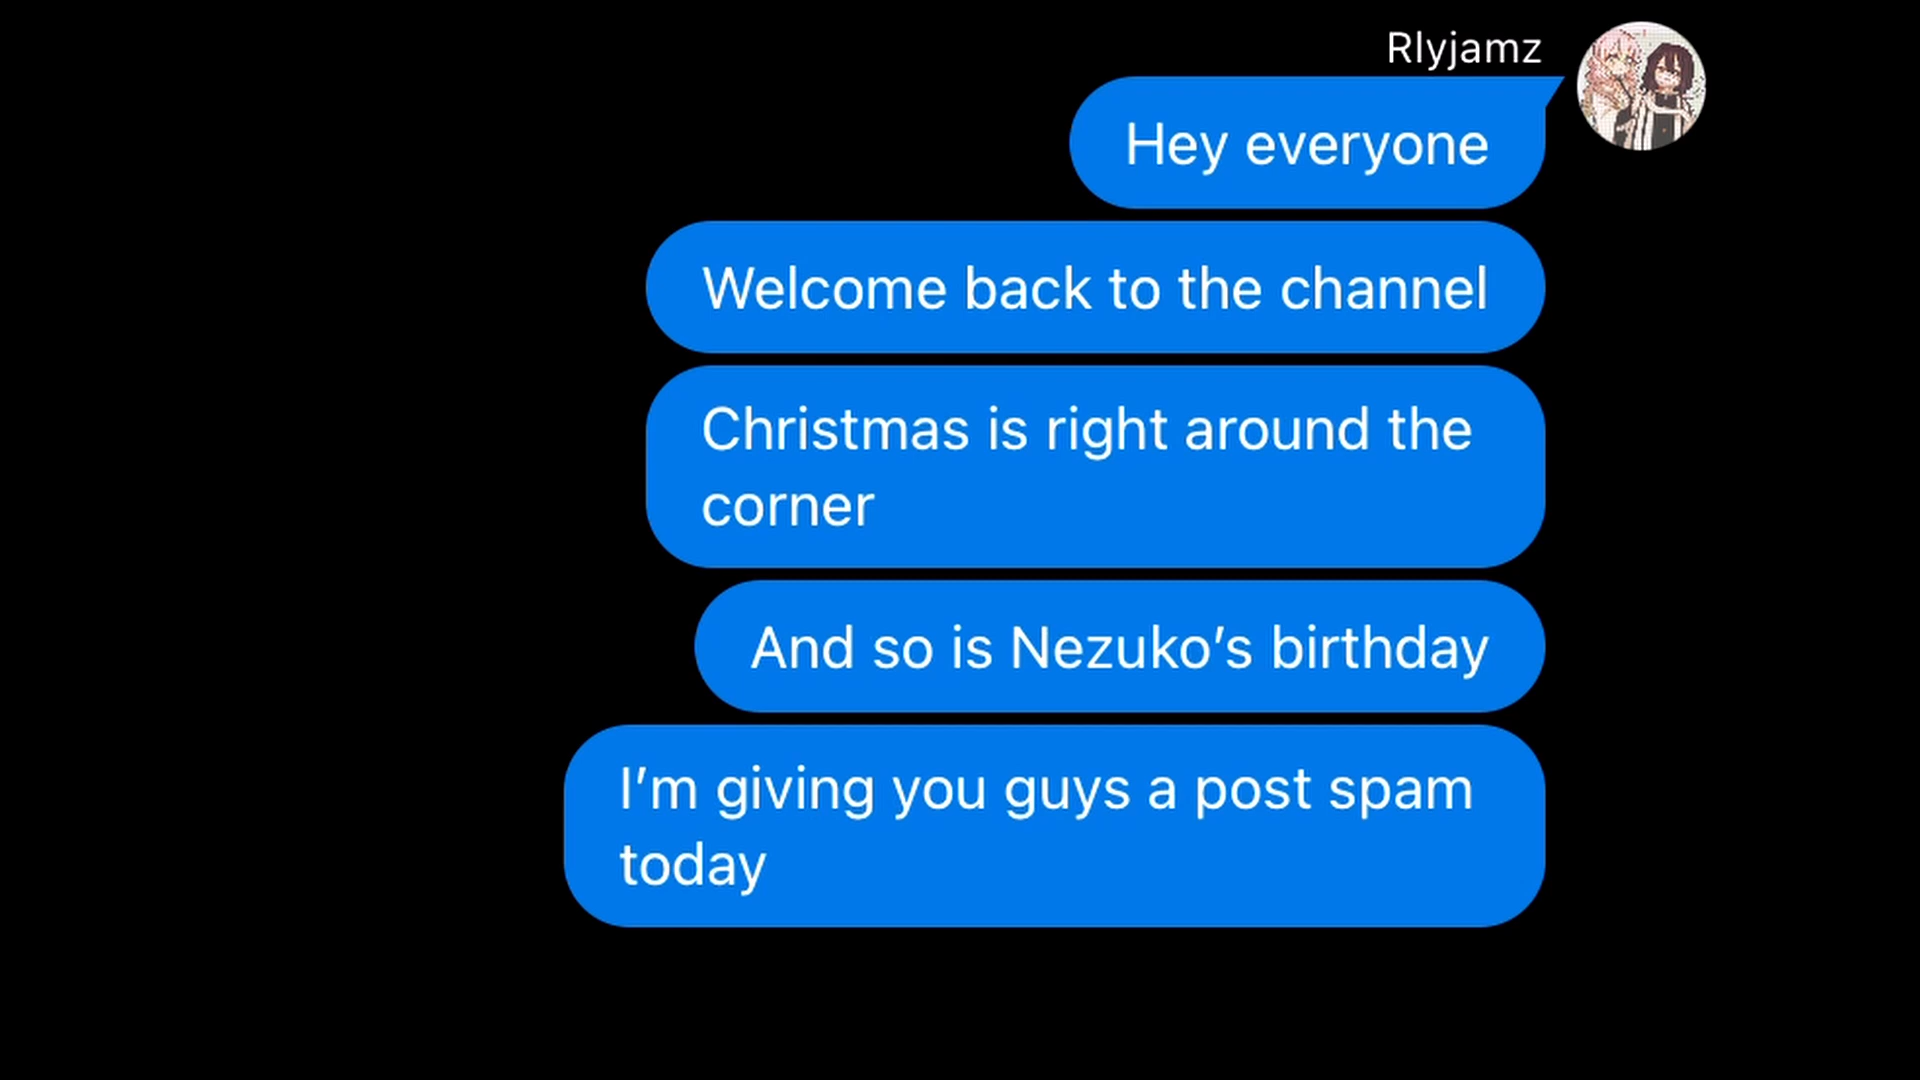 Rlyjamz
Hey everyone
Welcome back to the channel
Christmas is right around the
corner
And so is Nezuko’s birthday
I’m giving you guys a post spam
today